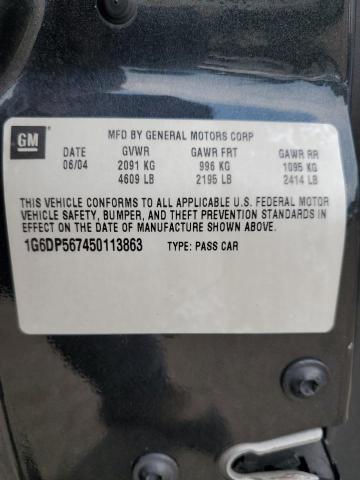 GM
MFD BY GENERAL MOTORS CORP
DATE GVWR GAWR FRT GAWR RR
06/04 2091 KG 996 KG 1095 KG
4609 LB 2195 LB 2414 LB
THIS VEHICLE CONFORMS TO ALL APPLICABLE U.S. FEDERAL MOTOR
VEHICLE SAFETY, BUMPER, AND THEFT PREVENTION STANDARDS IN
EFFECT ON THE DATE OF MANUFACTURE SHOWN ABOVE.
1G6DP567450113863 TYPE: PASS CAR